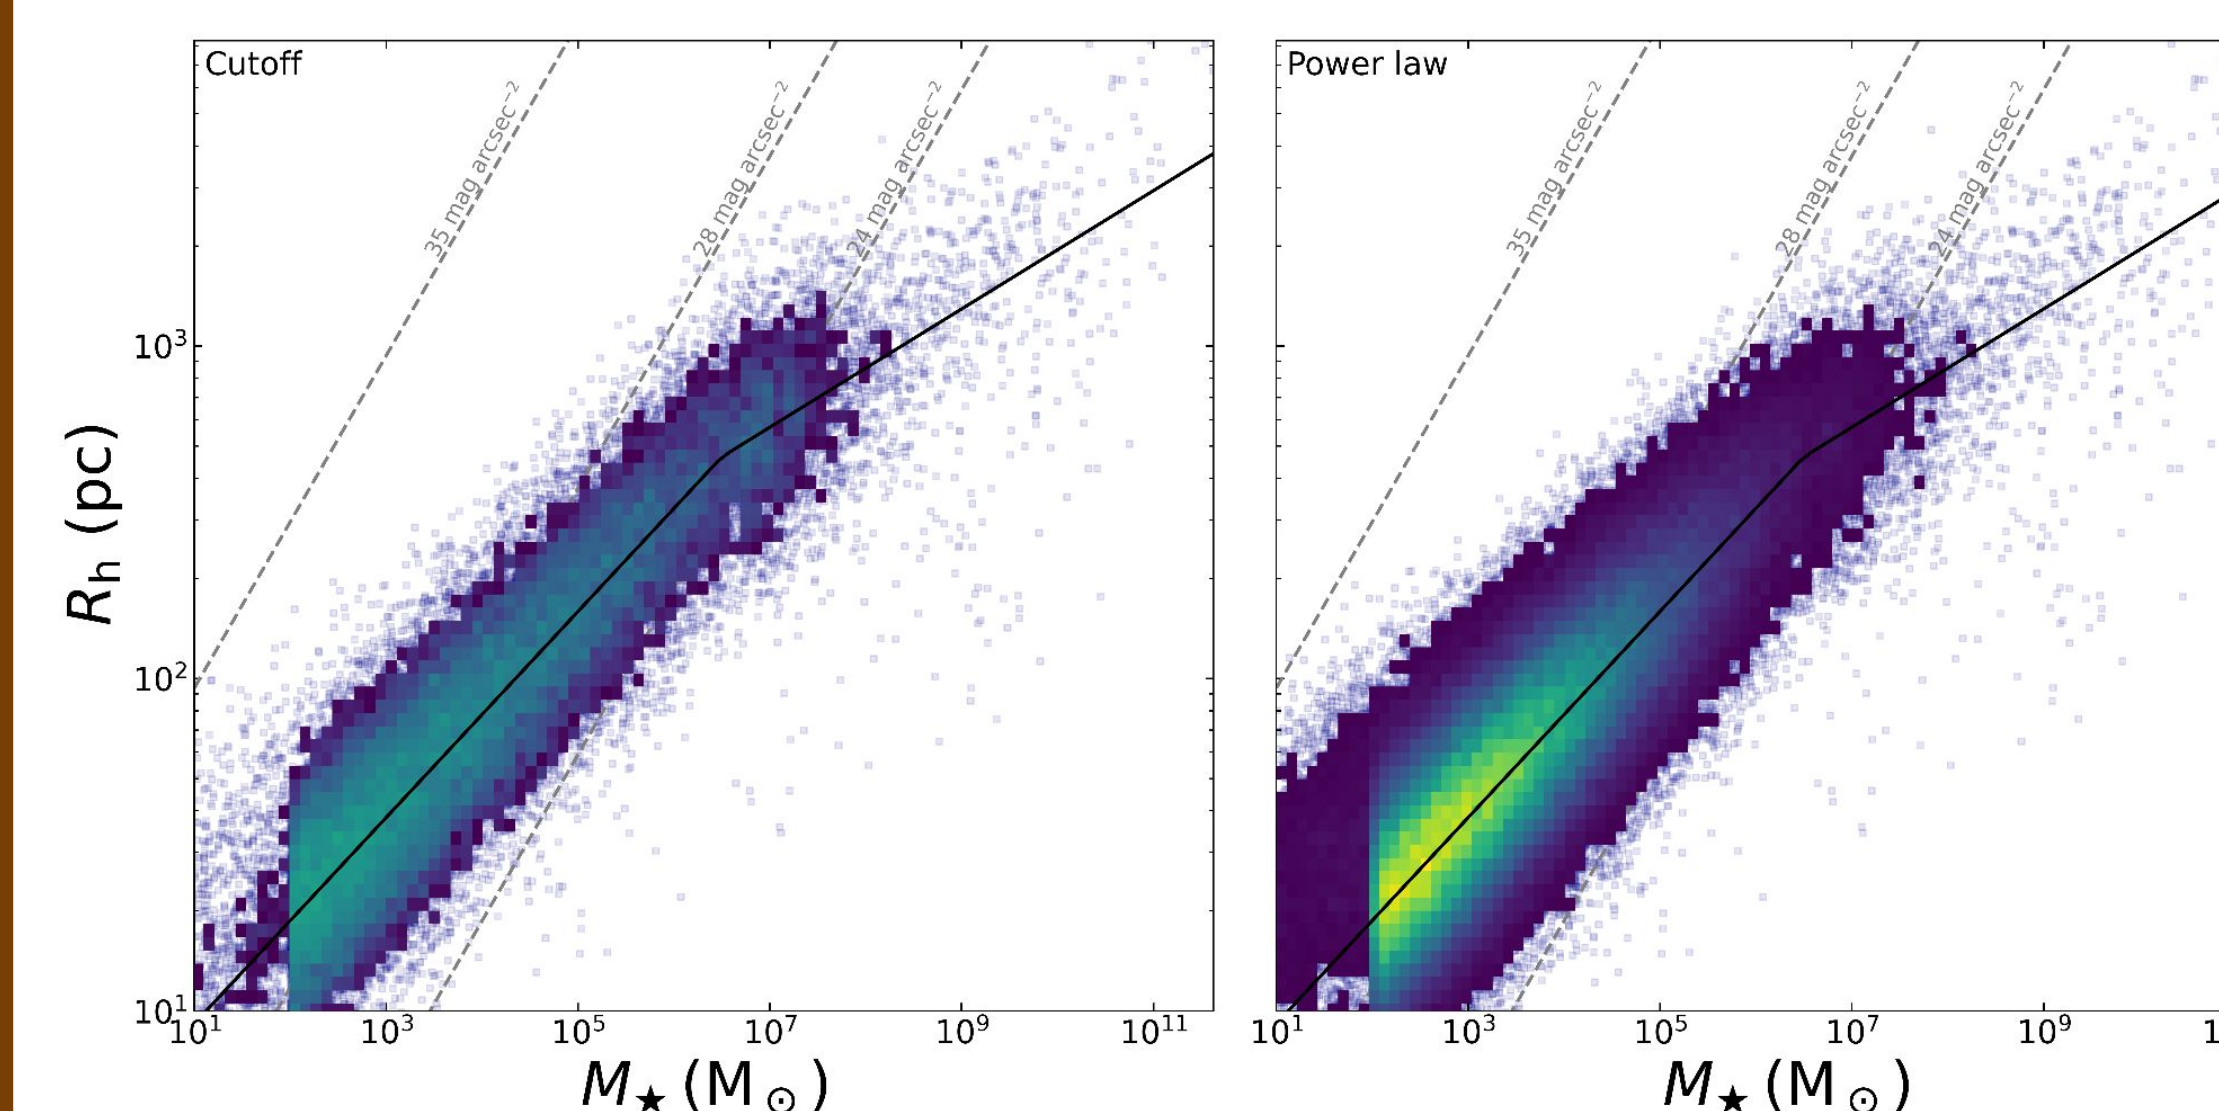 Cutoff
35 mag arcsec⁻²
28 mag arcsec⁻²
24 mag arcsec⁻²
10³
10²
10¹
R_h (pc)
10¹ 10³ 10⁵ 10⁷ 10⁹ 10¹¹
M★ (M⊙)
Power law
35 mag arcsec⁻²
28 mag arcsec⁻²
24 mag arcsec⁻²
10¹ 10³ 10⁵ 10⁷ 10⁹
M★ (M⊙)